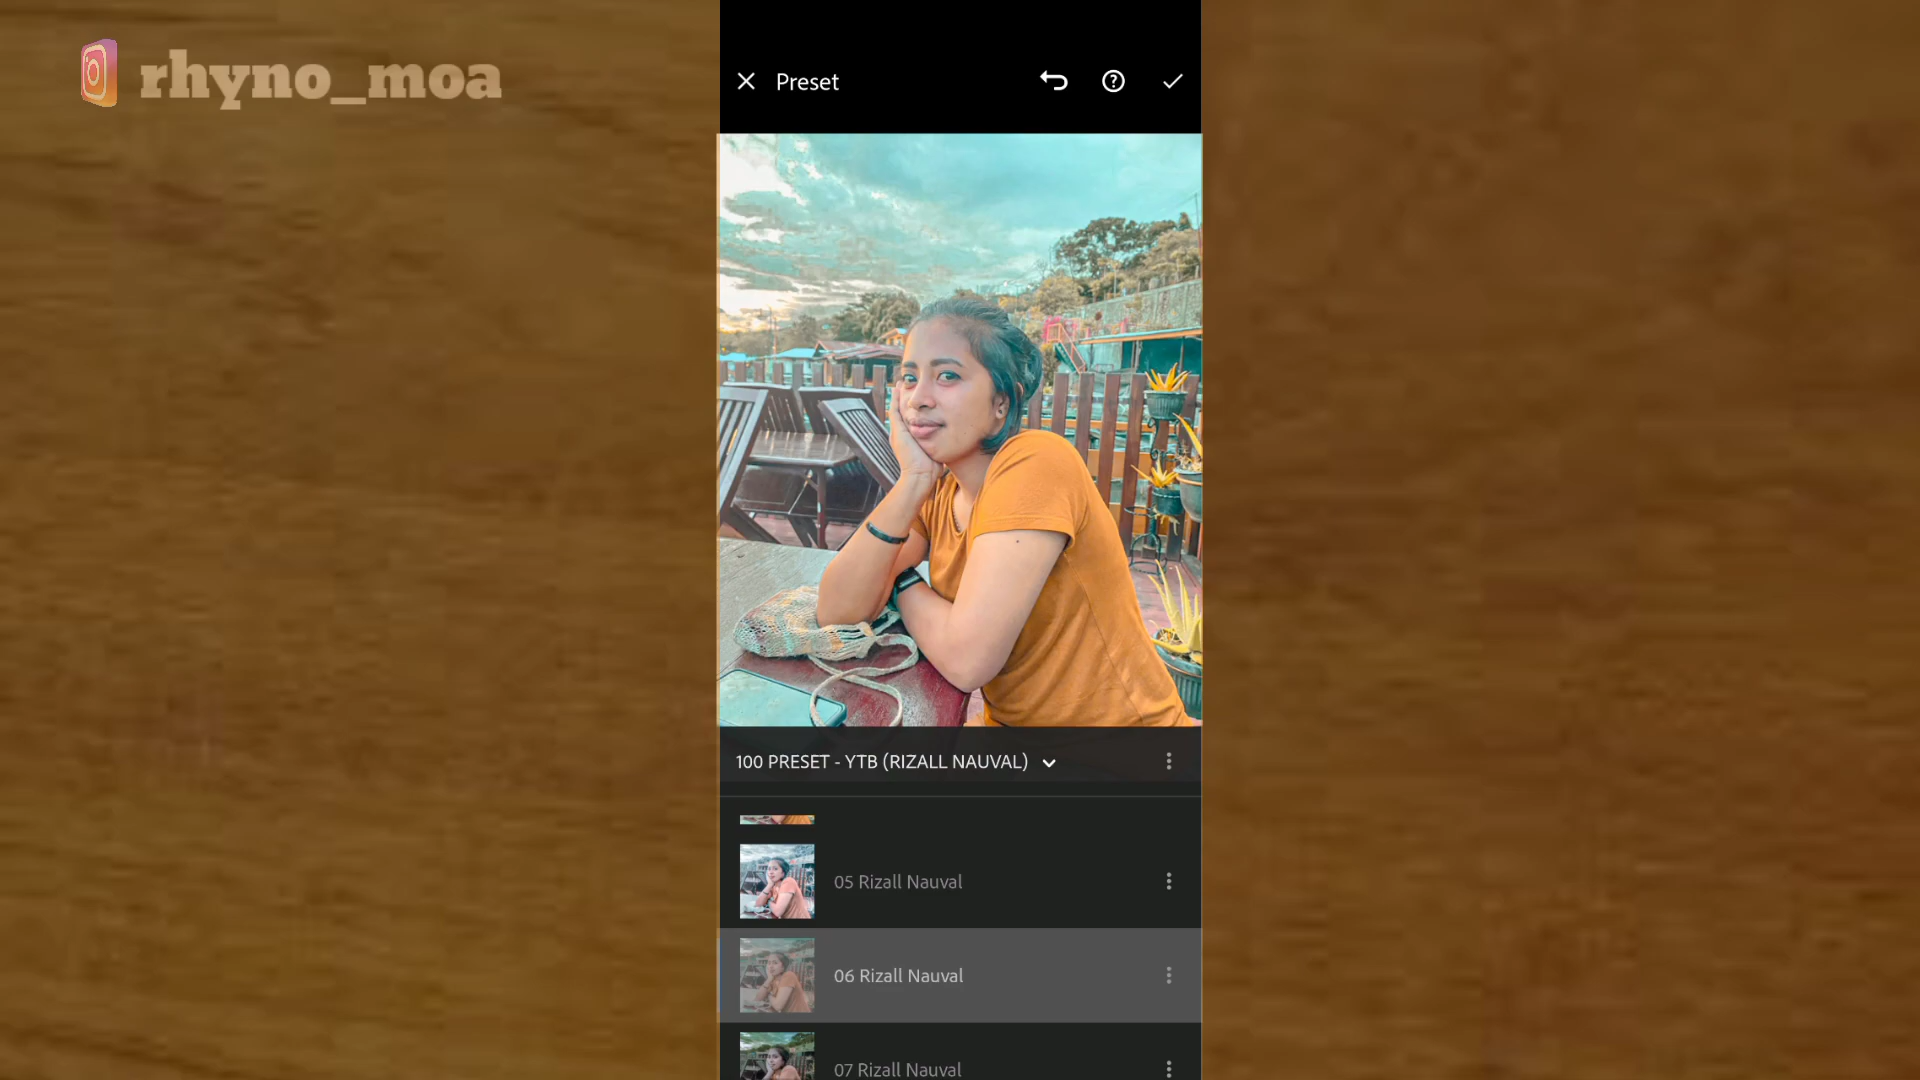 rhyno_moa
Preset
100 PRESET - YTB (RIZALL NAUVAL)
05 Rizall Nauval
06 Rizall Nauval
07 Rizall Nauval